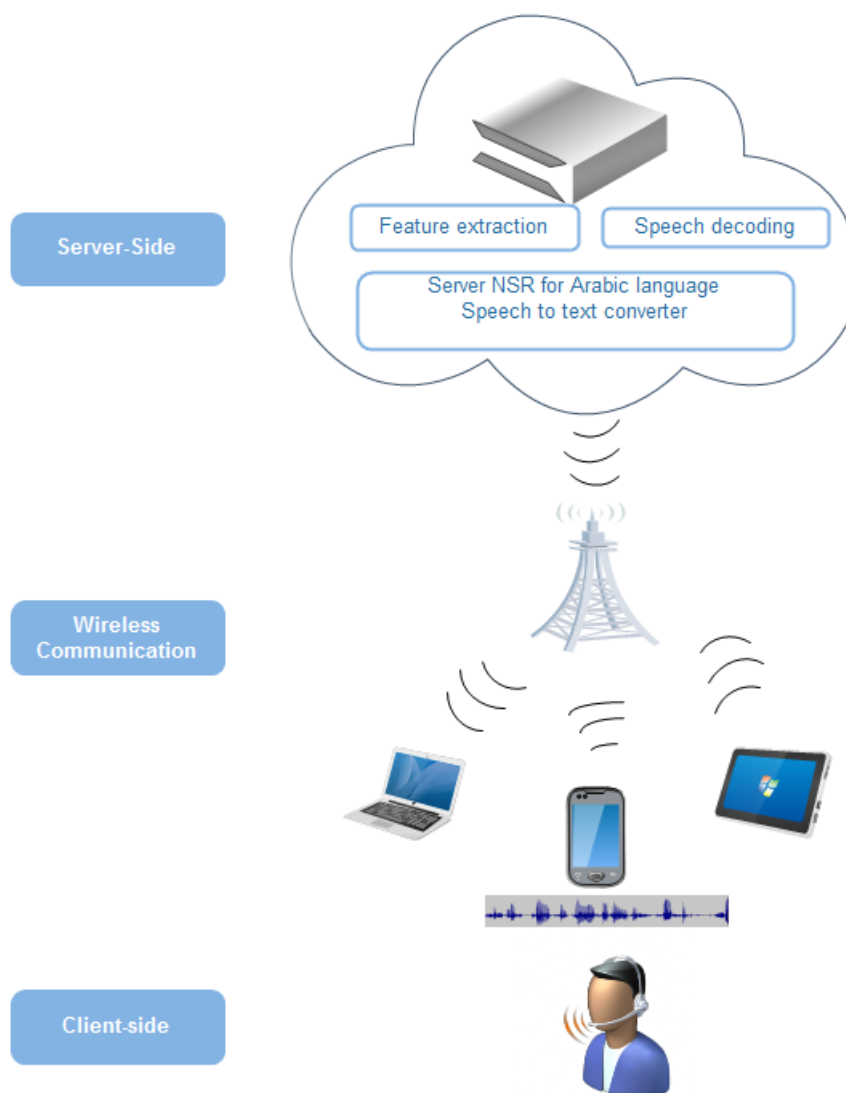 Feature extraction
Speech decoding
Server-Side
Server NSR for Arabic language
Speech to text converter
Wireless
Communication
Client-side